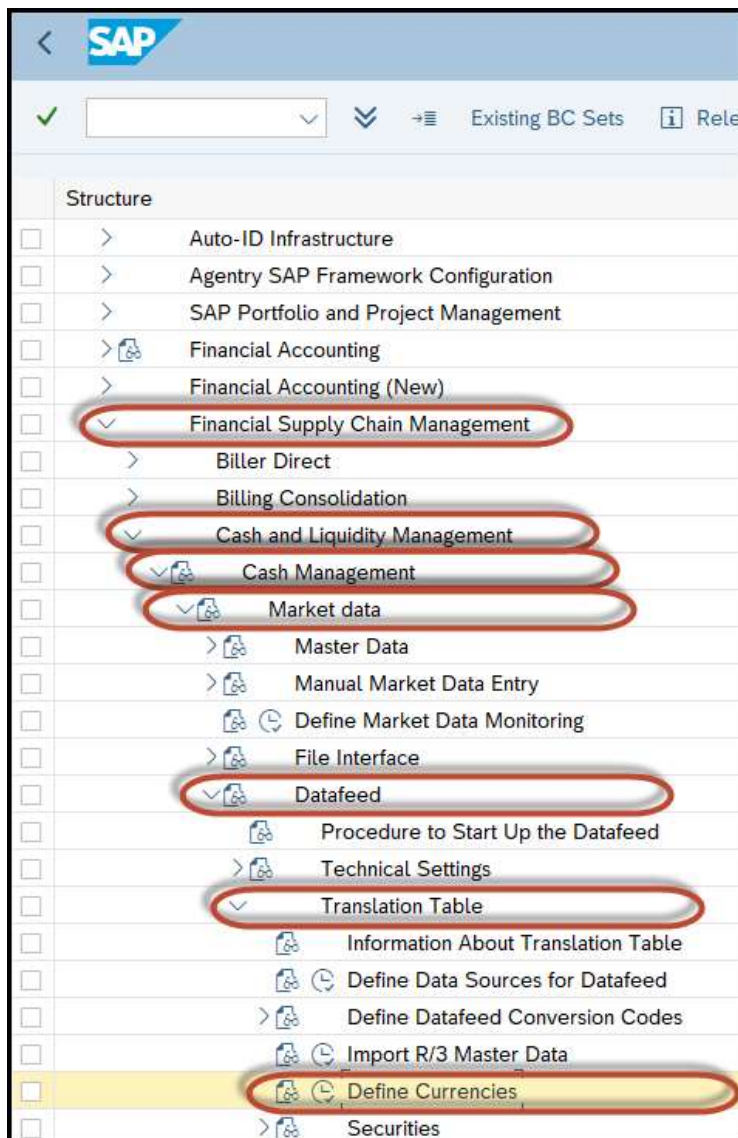 SAP
Existing BC Sets Rele
Structure
Auto-ID Infrastructure
Agentry SAP Framework Configuration
SAP Portfolio and Project Management
Financial Accounting
Financial Accounting (New)
Financial Supply Chain Management
Biller Direct
Billing Consolidation
Cash and Liquidity Management
Cash Management
Market data
Master Data
Manual Market Data Entry
Define Market Data Monitoring
File Interface
Datafeed
Procedure to Start Up the Datafeed
Technical Settings
Translation Table
Information About Translation Table
Define Data Sources for Datafeed
Define Datafeed Conversion Codes
Import R/3 Master Data
Define Currencies
Securities